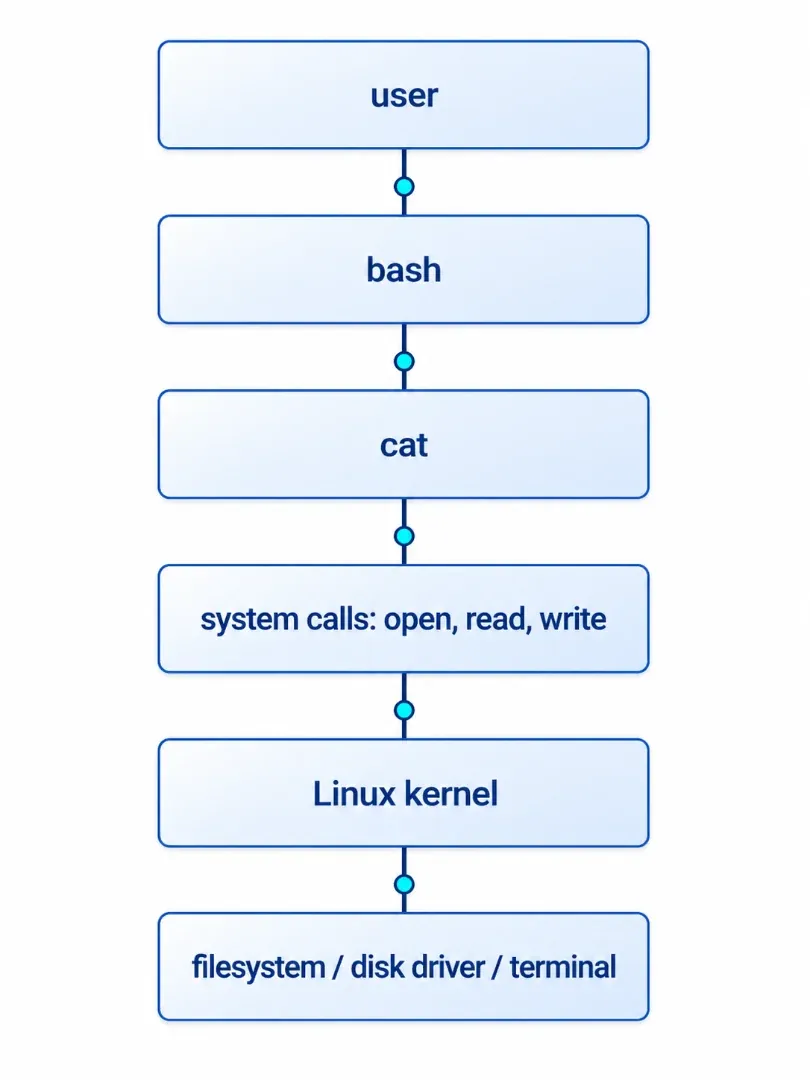 user
bash
cat
system calls: open, read, write
Linux kernel
filesystem / disk driver / terminal